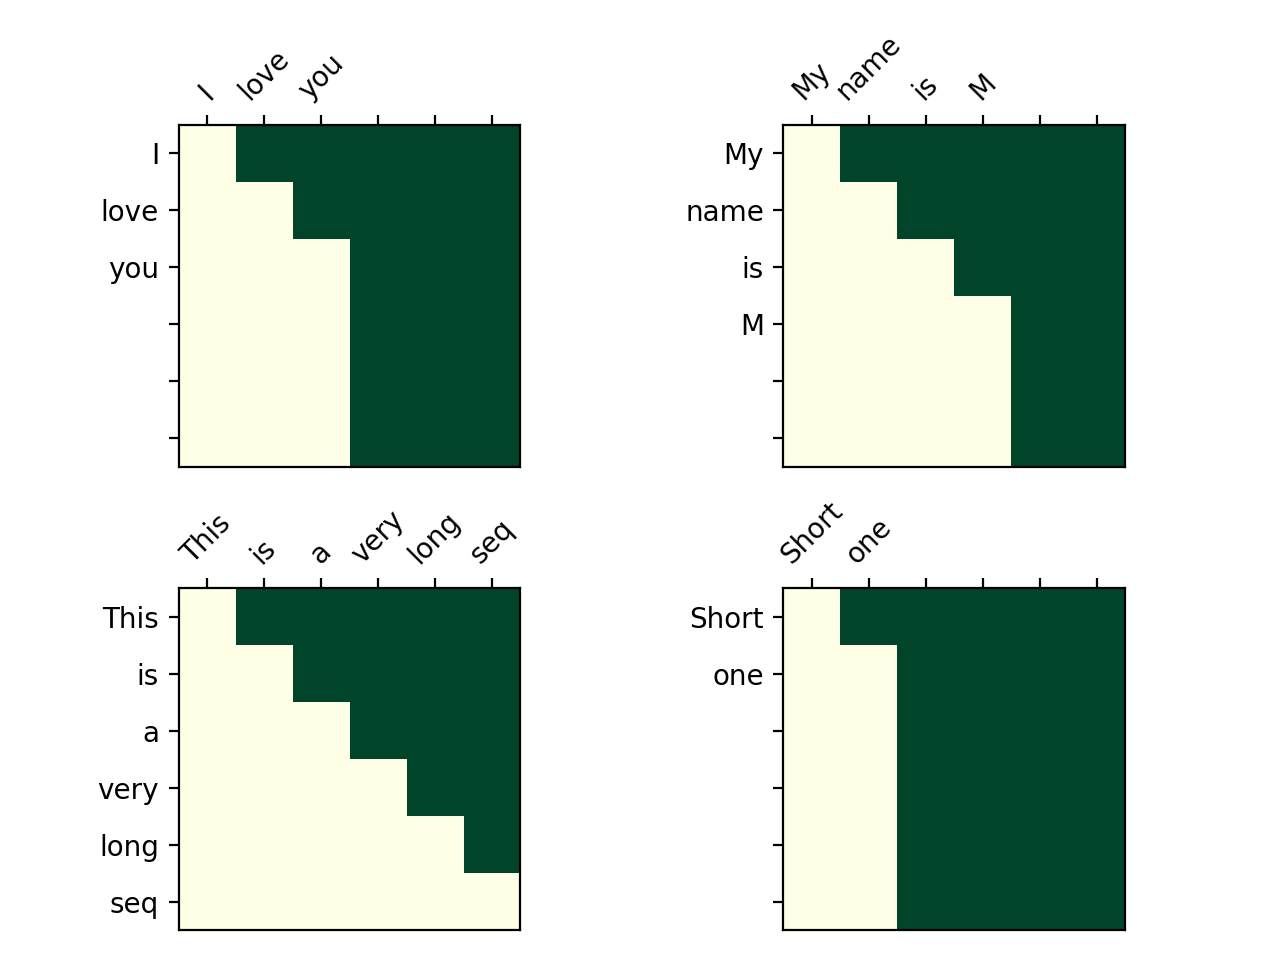 I love you
I
love
you
My name is M
My
name
is
M
This is a very long seq
This
is
a
very
long
seq
Short one
Short
one